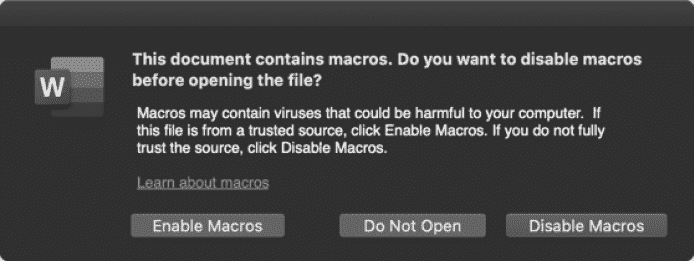 This document contains macros. Do you want to disable macros
before opening the file?
W
Macros may contain viruses that could be harmful to your computer.  If
this file is from a trusted source, click Enable Macros. If you do not fully
trust the source, click Disable Macros.
Learn about macros
Enable Macros
Do Not Open
Disable Macros